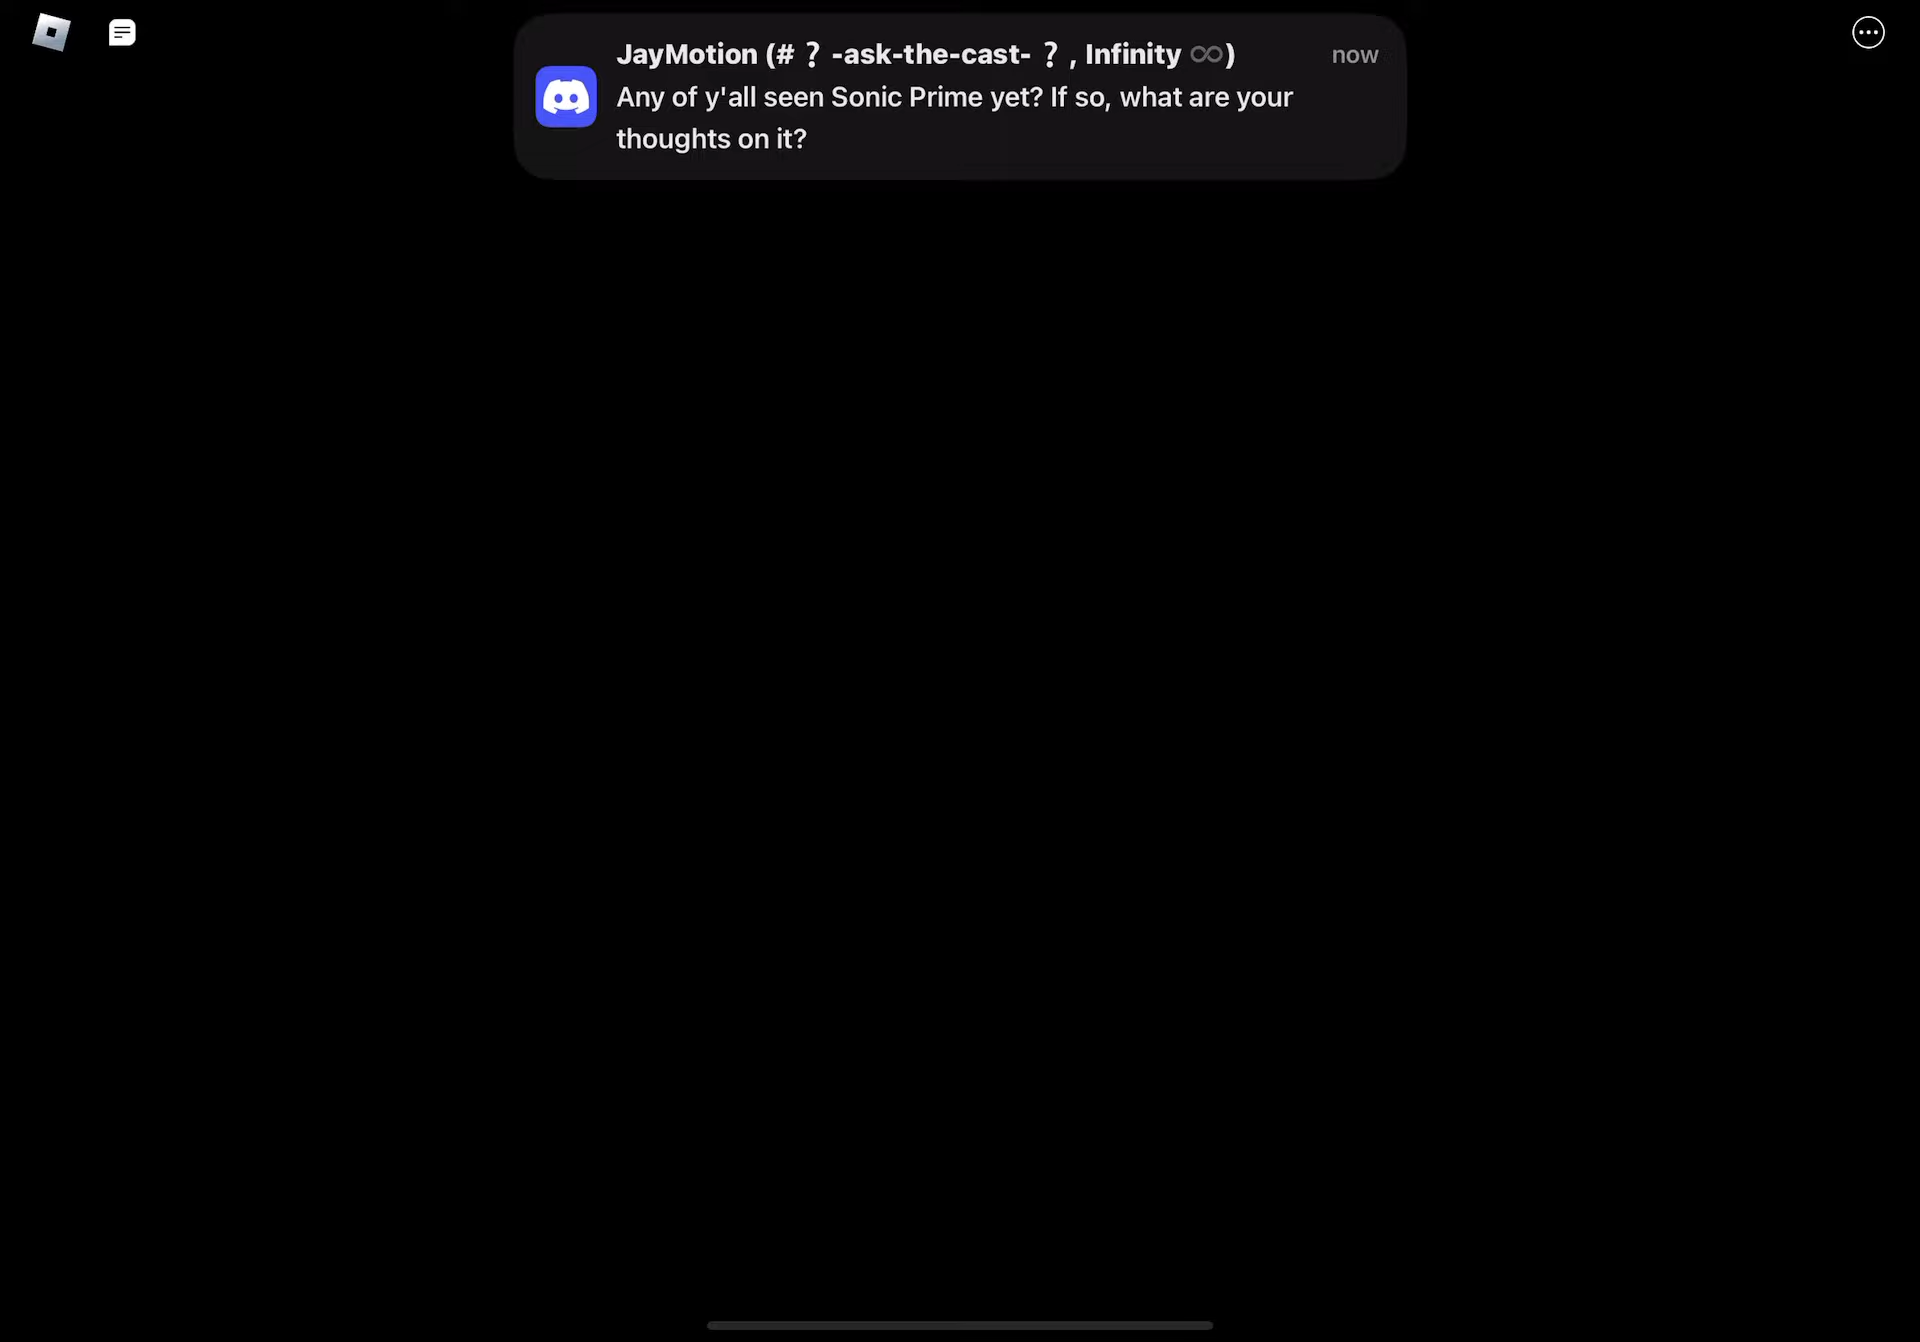 JayMotion (#❔-ask-the-cast-❔, Infinity ♾️) now
Any of y'all seen Sonic Prime yet? If so, what are your
thoughts on it?